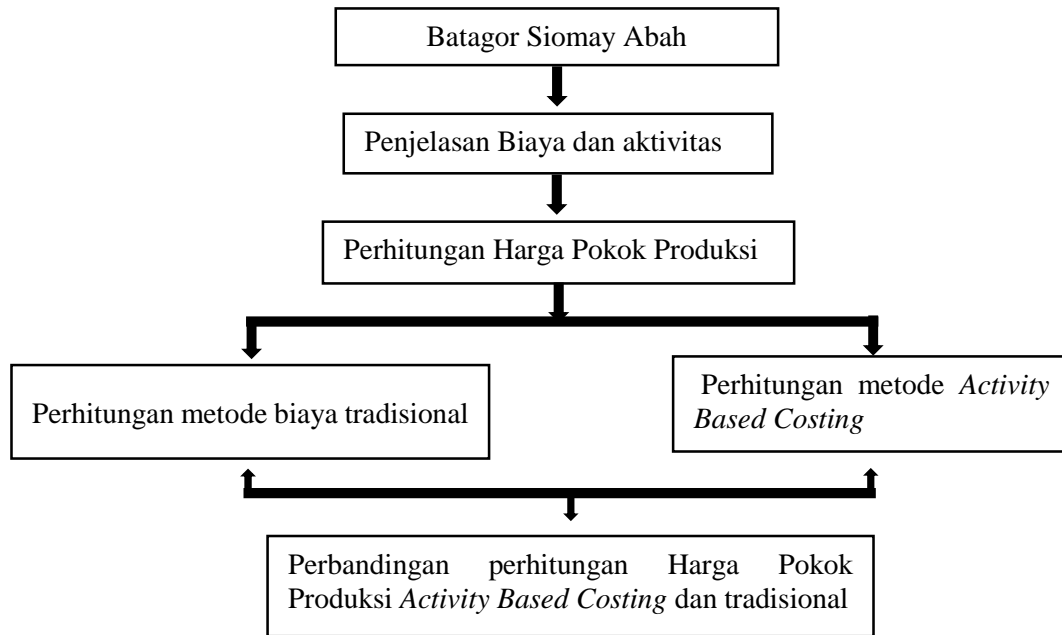 Batagor Siomay Abah
Penjelasan Biaya dan aktivitas
Perhitungan Harga Pokok Produksi
Perhitungan metode biaya tradisional
Perhitungan metode Activity
Based Costing
Perbandingan perhitungan Harga Pokok
Produksi Activity Based Costing dan tradisional